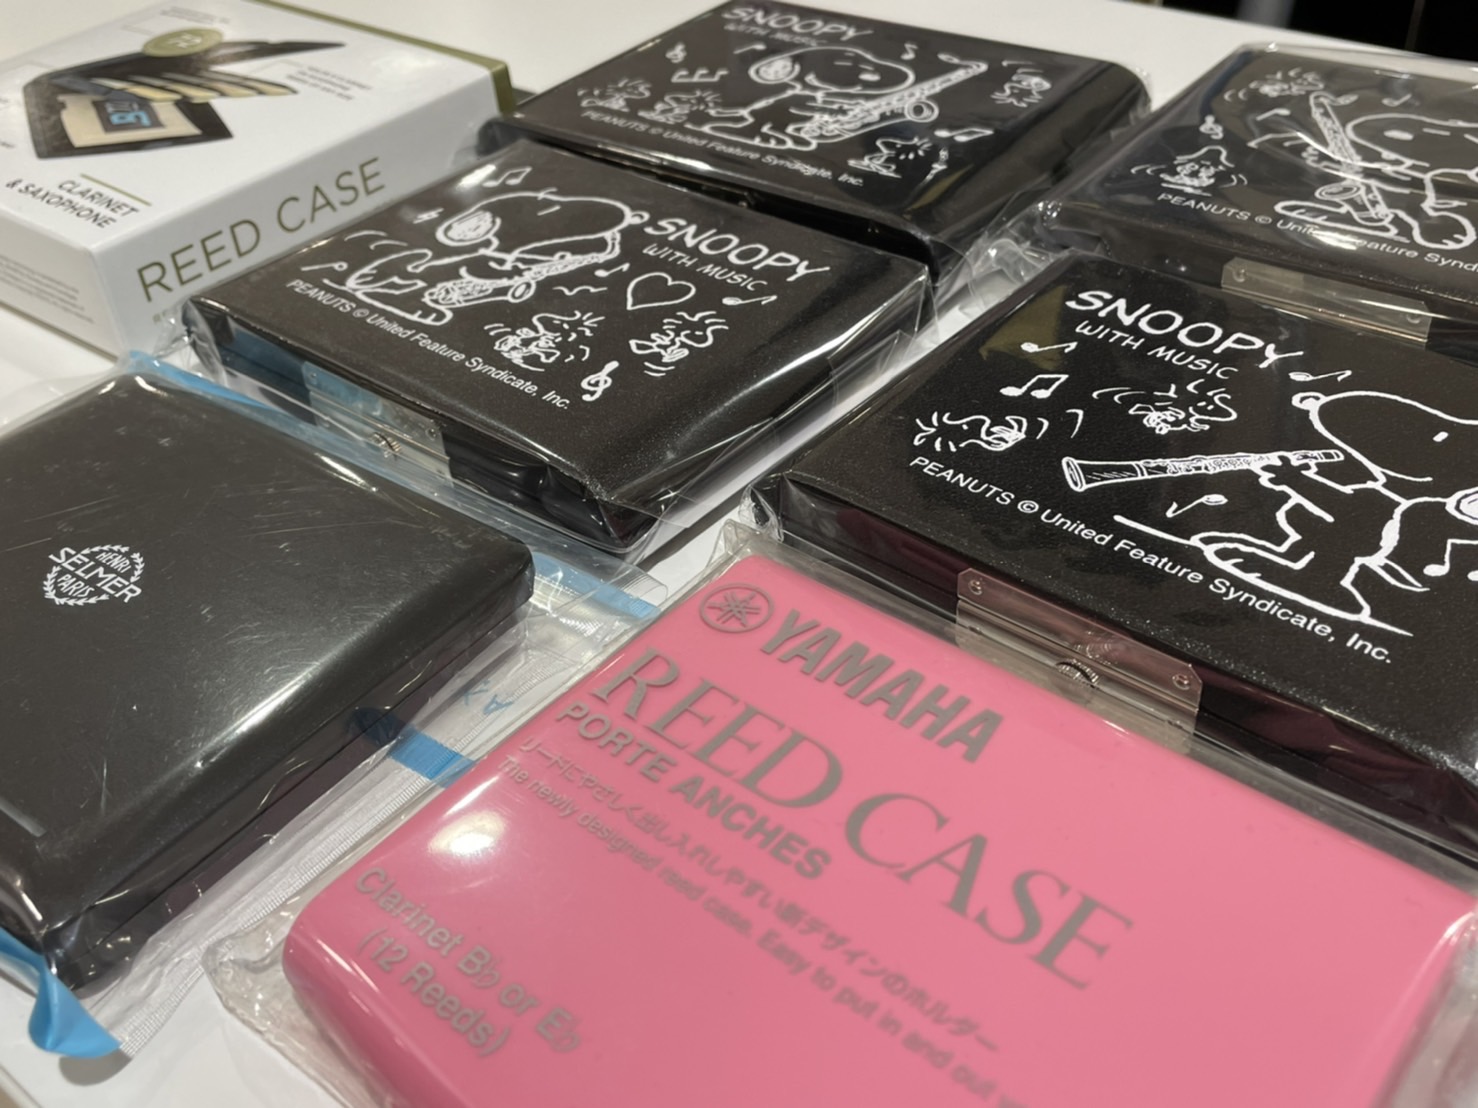 CLARINET
& SAXOPHONE
REED CASE
SNOOPY
WITH MUSIC
PEANUTS © United Feature Syndicate, Inc.
PEANUTS © United Feature Synd
SNOOPY
WITH MUSIC
PEANUTS © United Feature Syndicate, Inc.
SNOOPY
WITH MUSIC
PEANUTS © United Feature Syndicate, Inc.
HENRI
SELMER
PARIS
YAMAHA
REED CASE
PORTE ANCHES
リードにやさしく出し入れしやすい新デザインのホルダー
The newly designed reed case. Easy to put in and out
Clarinet B♭ or E♭
(12 Reeds)